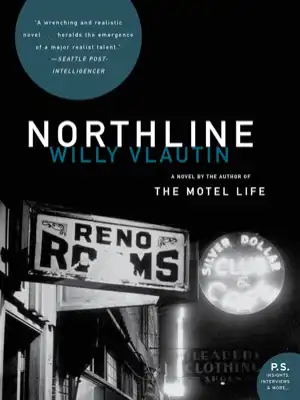 "A wrenching and realistic
novel . . . heralds the emergence
of a major realist talent."
—SEATTLE POST-
INTELLIGENCER
NORTHLINE
WILLY VLAUTIN
A NOVEL BY THE AUTHOR OF
THE MOTEL LIFE
RENO
ROOMS
SILVER DOLLAR
CLUB
CLOTHING
P.S.
INSIGHTS,
INTERVIEWS
& MORE...